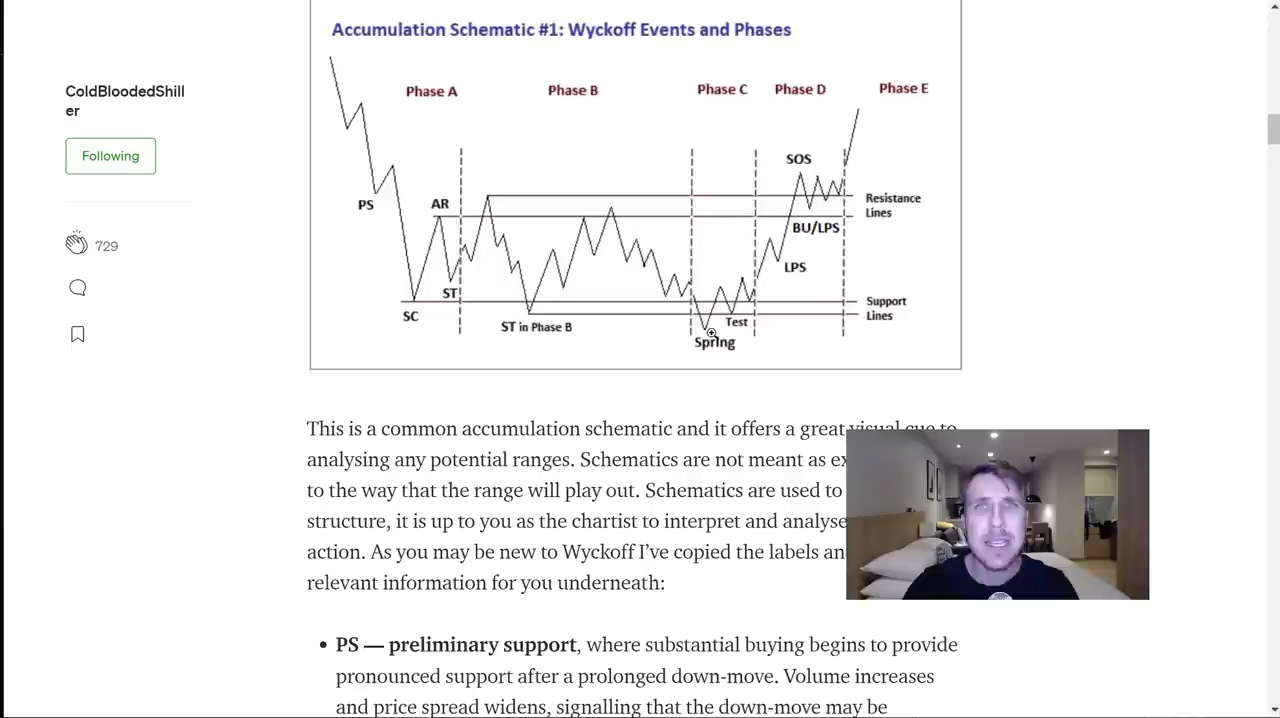 Accumulation Schematic #1: Wyckoff Events and Phases
ColdBloodedShill
er
Following
729
Phase A
Phase B
Phase C
Phase D
Phase E
PS
AR
SC
ST
ST in Phase B
Spring
Test
SOS
BU/LPS
LPS
Resistance
Lines
Support
Lines
This is a common accumulation schematic and it offers a great visual cue to
analysing any potential ranges. Schematics are not meant as
to the way that the range will play out. Schematics are used to
structure, it is up to you as the chartist to interpret and analyse
action. As you may be new to Wyckoff I've copied the labels
relevant information for you underneath:
• PS — preliminary support, where substantial buying begins to provide
pronounced support after a prolonged down-move. Volume increases
and price spread widens, signalling that the down-move may be